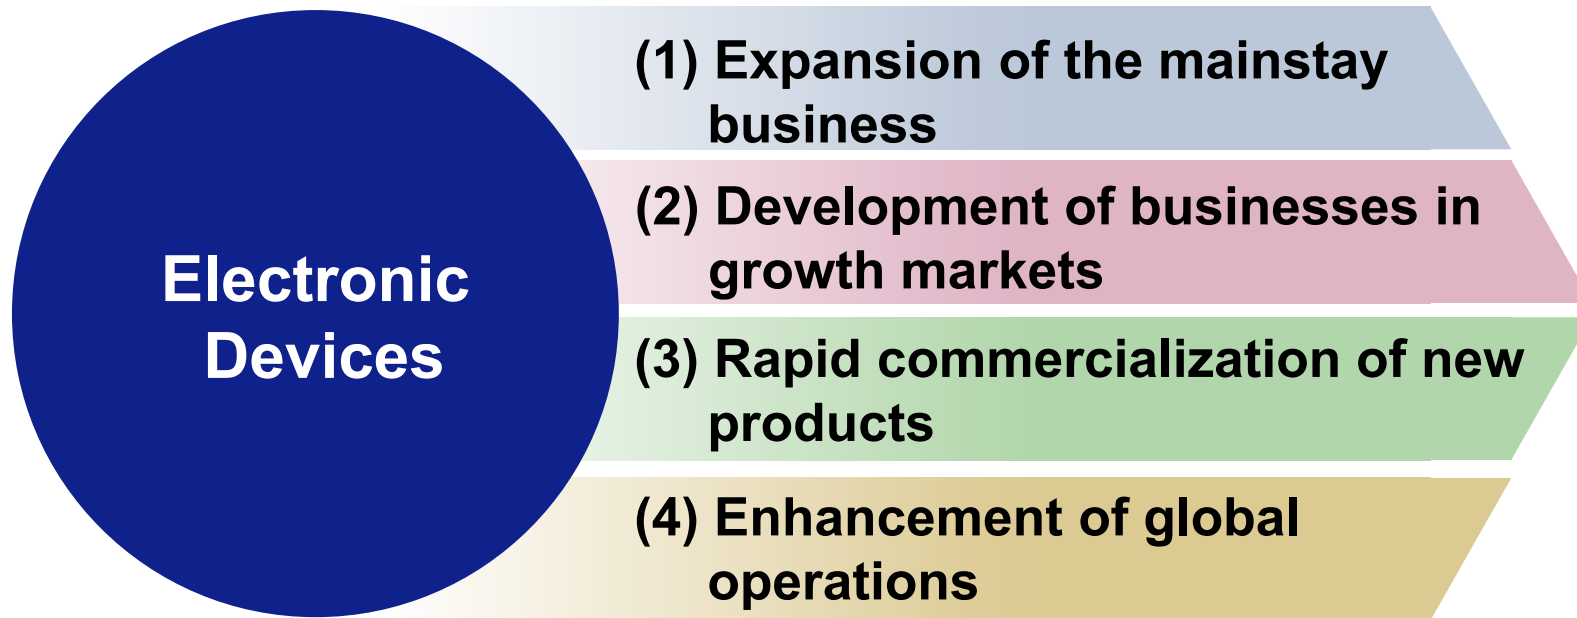 Electronic
Devices
(1) Expansion of the mainstay
business
(2) Development of businesses in
growth markets
(3) Rapid commercialization of new
products
(4) Enhancement of global
operations